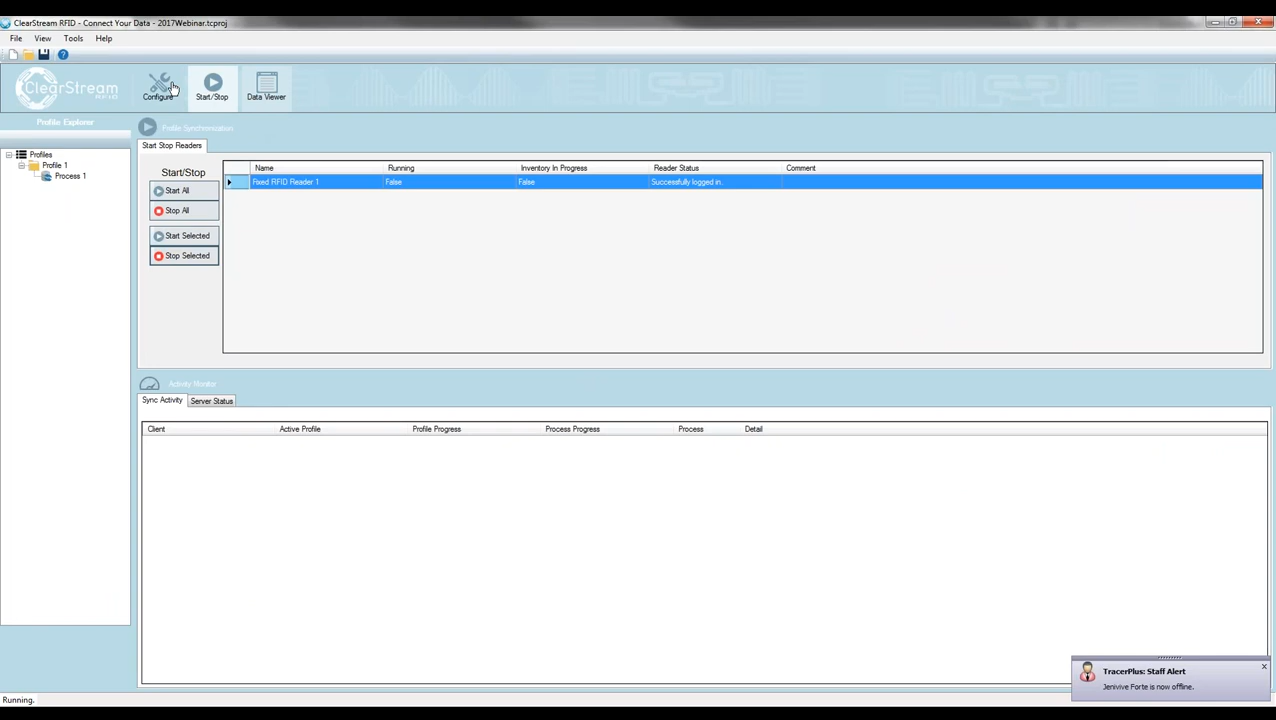 ClearStream RFID - Connect Your Data - 2017Webinar.tcproj
File View Tools Help
ClearStream RFID
Configure Start/Stop Data Viewer
Profile Explorer
Profiles
Profile 1
Process 1
Profile Synchronization
Start Stop Readers
Start/Stop
Start All
Stop All
Start Selected
Stop Selected
Name Running Inventory In Progress Reader Status Comment
Fixed RFID Reader 1 False False Successfully logged in.
Activity Monitor
Sync Activity Server Status
Client Active Profile Profile Progress Process Progress Process Detail
TracerPlus: Staff Alert
Jenivive Forte is now offline.
Running.